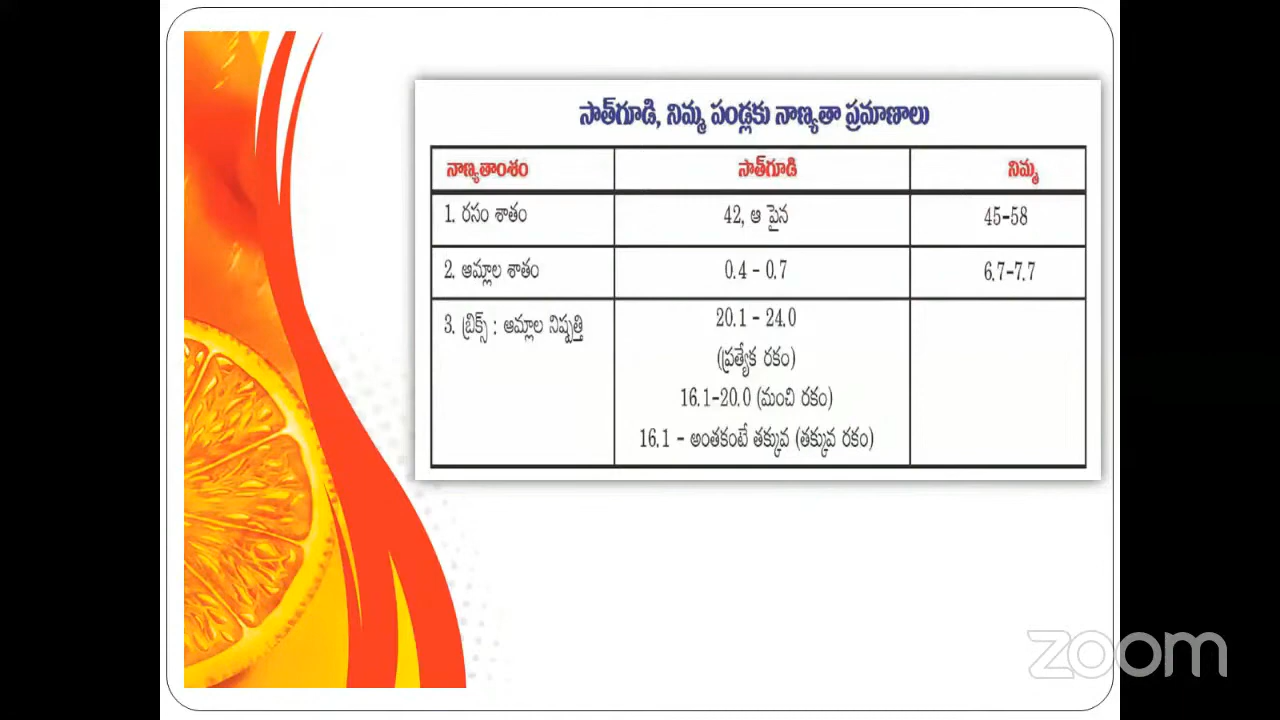 సాత్‌గూడి, నిమ్మ పండ్లకు నాణ్యతా ప్రమాణాలు
నాణ్యతాంశం సాత్‌గూడి నిమ్మ
1. రసం శాతం 42, ఆ పైన 45-58
2. ఆమ్లాల శాతం 0.4 - 0.7 6.7-7.7
3. బ్రిక్స్ : ఆమ్లాల నిష్పత్తి 20.1 - 24.0
(ప్రత్యేక రకం)
16.1-20.0 (మంచి రకం)
16.1 - అంతకంటే తక్కువ (తక్కువ రకం)
zoom